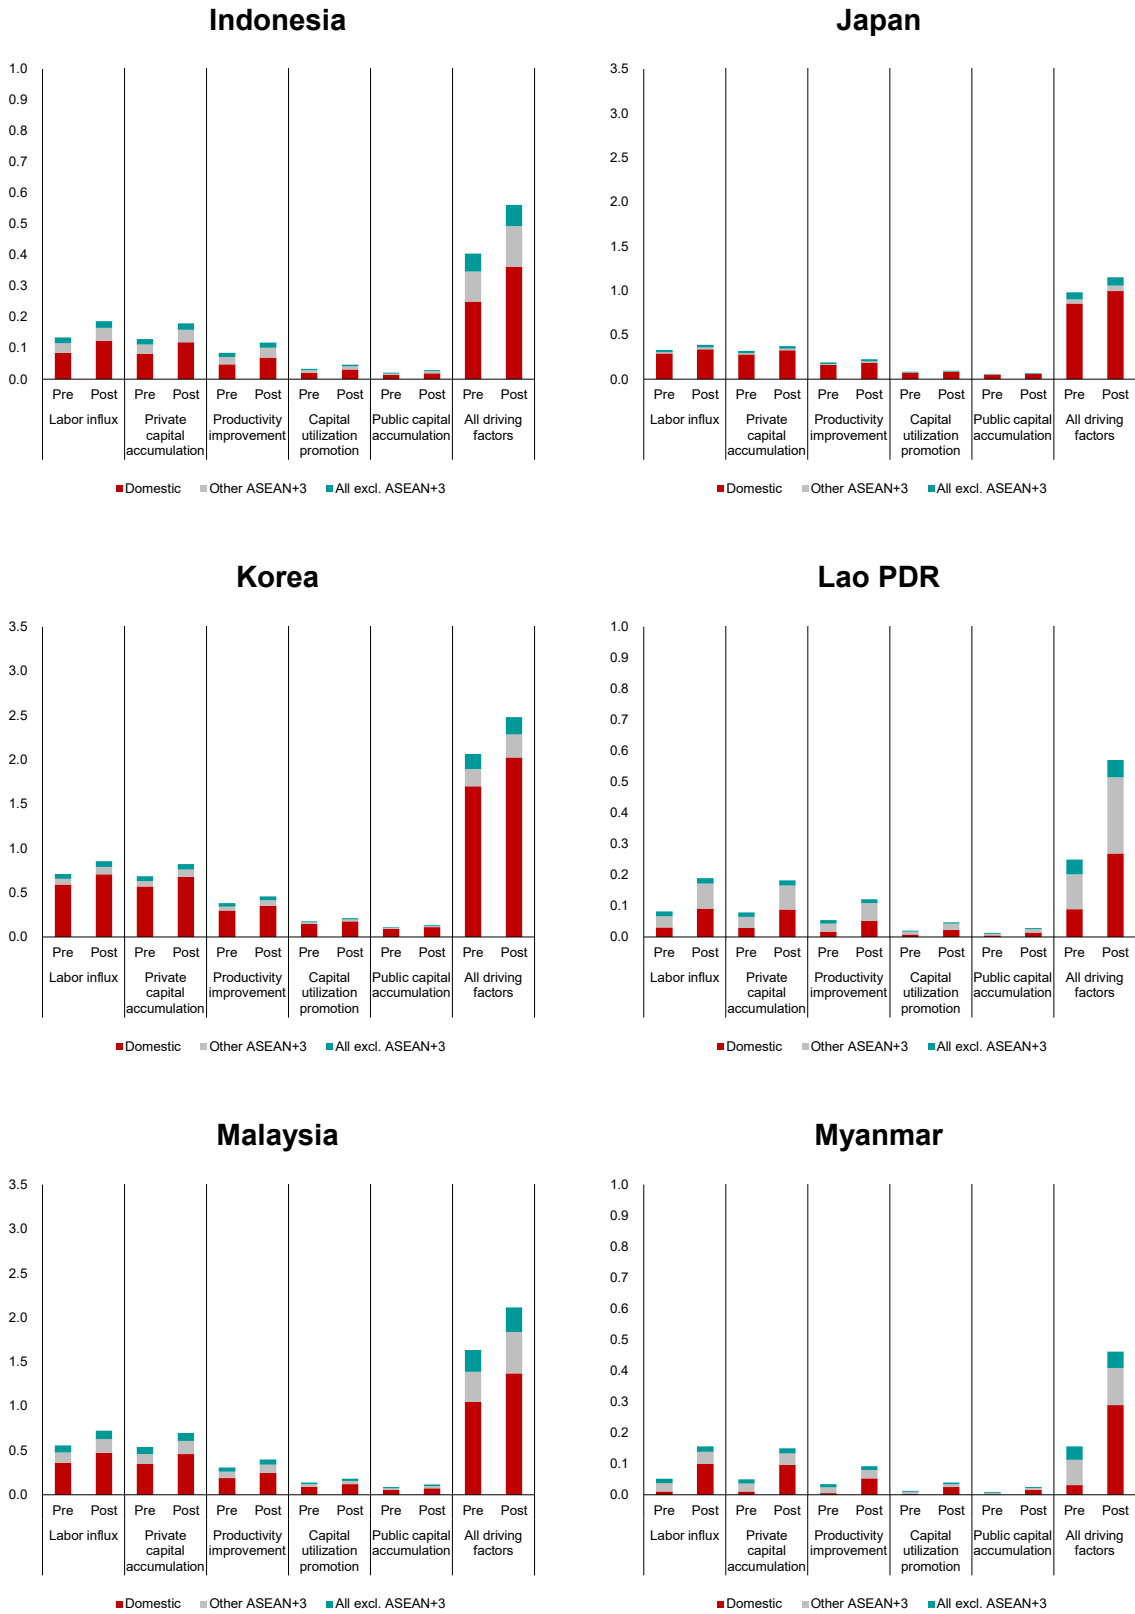 Indonesia
1.0
0.9
0.8
0.7
0.6
0.5
0.4
0.3
0.2
0.1
0.0
Pre Post Pre Post Pre Post Pre Post Pre Post Pre Post
Labor influx Private Productivity Capital Public capital All driving
capital improvement utilization accumulation factors
accumulation promotion
Domestic Other ASEAN+3 All excl. ASEAN+3
Japan
3.5
3.0
2.5
2.0
1.5
1.0
0.5
0.0
Pre Post Pre Post Pre Post Pre Post Pre Post Pre Post
Labor influx Private Productivity Capital Public capital All driving
capital improvement utilization accumulation factors
accumulation promotion
Domestic Other ASEAN+3 All excl. ASEAN+3
Korea
3.5
3.0
2.5
2.0
1.5
1.0
0.5
0.0
Pre Post Pre Post Pre Post Pre Post Pre Post Pre Post
Labor influx Private Productivity Capital Public capital All driving
capital improvement utilization accumulation factors
accumulation promotion
Domestic Other ASEAN+3 All excl. ASEAN+3
Lao PDR
1.0
0.9
0.8
0.7
0.6
0.5
0.4
0.3
0.2
0.1
0.0
Pre Post Pre Post Pre Post Pre Post Pre Post Pre Post
Labor influx Private Productivity Capital Public capital All driving
capital improvement utilization accumulation factors
accumulation promotion
Domestic Other ASEAN+3 All excl. ASEAN+3
Malaysia
3.5
3.0
2.5
2.0
1.5
1.0
0.5
0.0
Pre Post Pre Post Pre Post Pre Post Pre Post Pre Post
Labor influx Private Productivity Capital Public capital All driving
capital improvement utilization accumulation factors
accumulation promotion
Domestic Other ASEAN+3 All excl. ASEAN+3
Myanmar
1.0
0.9
0.8
0.7
0.6
0.5
0.4
0.3
0.2
0.1
0.0
Pre Post Pre Post Pre Post Pre Post Pre Post Pre Post
Labor influx Private Productivity Capital Public capital All driving
capital improvement utilization accumulation factors
accumulation promotion
Domestic Other ASEAN+3 All excl. ASEAN+3